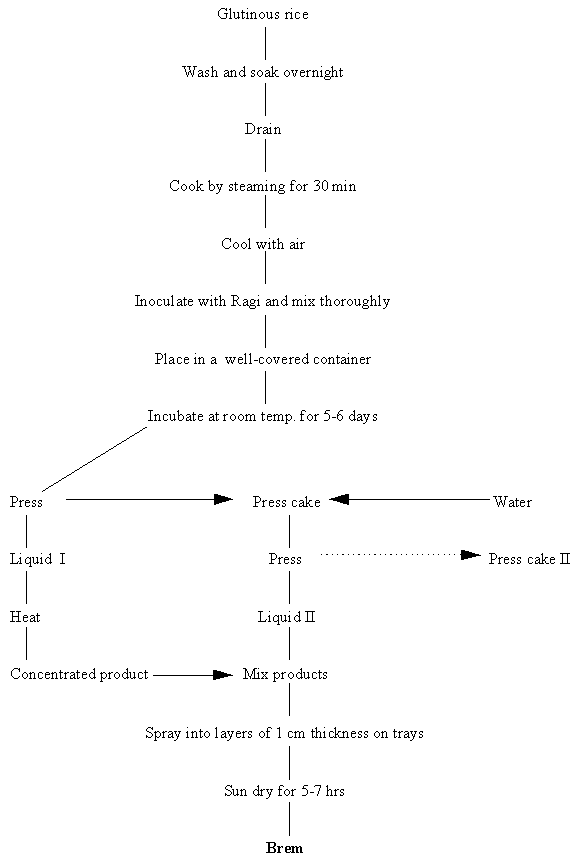 Glutinous rice
Wash and soak overnight
Drain
Cook by steaming for 30 min
Cool with air
Inoculate with Ragi and mix thoroughly
Place in a well-covered container
Incubate at room temp. for 5-6 days
Press
Press cake
Water
Liquid I
Press
Press cake II
Heat
Liquid II
Concentrated product
Mix products
Spray into layers of 1 cm thickness on trays
Sun dry for 5-7 hrs
Brem